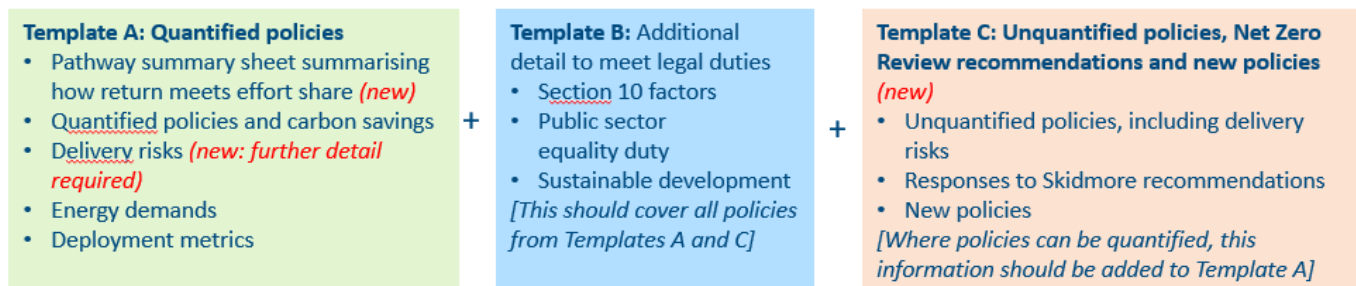 Template A: Quantified policies
• Pathway summary sheet summarising
how return meets effort share (new)
• Quantified policies and carbon savings
• Delivery risks (new: further detail
required)
• Energy demands
• Deployment metrics
+
Template B: Additional
detail to meet legal duties
• Section 10 factors
• Public sector
equality duty
• Sustainable development
[This should cover all policies
from Templates A and C]
+
Template C: Unquantified policies, Net Zero
Review recommendations and new policies
(new)
• Unquantified policies, including delivery
risks
• Responses to Skidmore recommendations
• New policies
[Where policies can be quantified, this
information should be added to Template A]